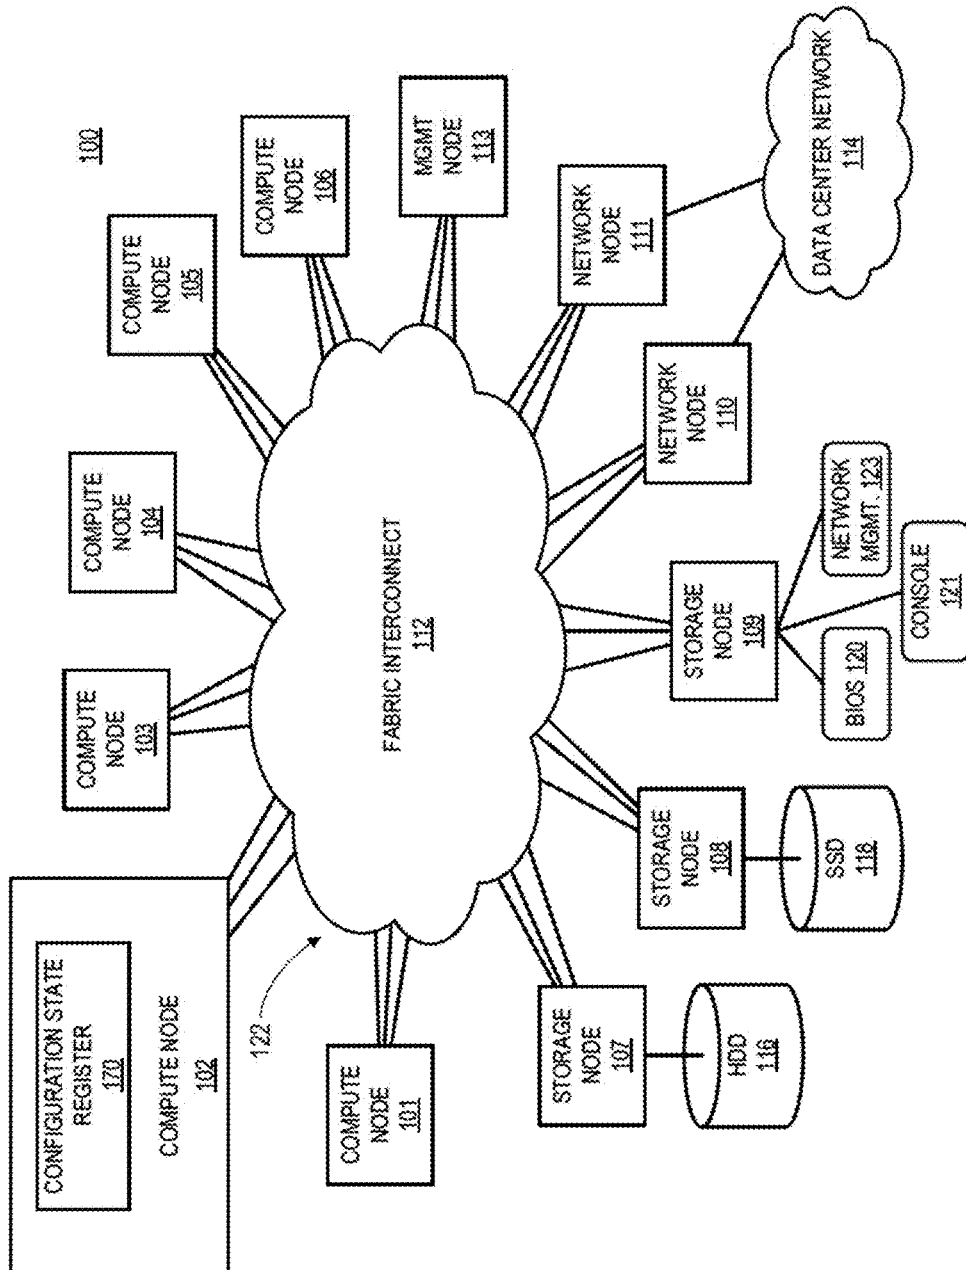 100
CONFIGURATION STATE
REGISTER
170
COMPUTE NODE
102
COMPUTE
NODE
103
COMPUTE
NODE
104
COMPUTE
NODE
105
COMPUTE
NODE
106
MGMT
NODE
113
122
COMPUTE
NODE
101
FABRIC INTERCONNECT
112
NETWORK
NODE
111
STORAGE
NODE
107
STORAGE
NODE
108
STORAGE
NODE
109
NETWORK
NODE
110
DATA CENTER NETWORK
114
HDD
116
SSD
118
BIOS 120
NETWORK
MGMT. 123
CONSOLE
121